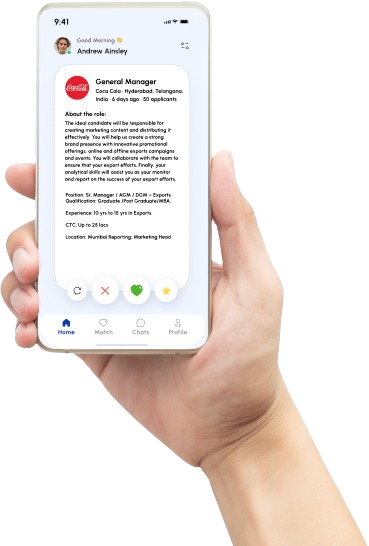 9:41
Good Morning 👋
Andrew Ainsley
Coca-Cola
General Manager
Coca Cola · Hyderabad, Telangana,
India · 6 days ago · 50 applicants
About the role:
The ideal candidate will be responsible for
creating marketing content and distributing it
effectively. You will help us create a strong
brand presence with innovative promotional
offerings, online and offline exports campaigns
and events. You will collaborate with the team to
ensure that your export efforts. Finally, your
analytical skills will assist you as your monitor
and report on the success of your export efforts.
Position: Sr. Manager / AGM / DGM – Exports
Qualification: Graduate /Post Graduate/MBA.
Experience: 10 yrs to 15 yrs in Exports.
CTC: Up to 25 lacs
Location: Mumbai Reporting: Marketing Head
Home
Match
Chats
Profile